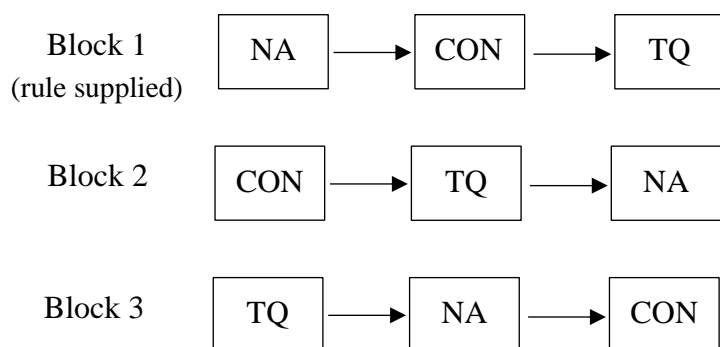 Block 1
(rule supplied)
NA
CON
TQ
Block 2
CON
TQ
NA
Block 3
TQ
NA
CON